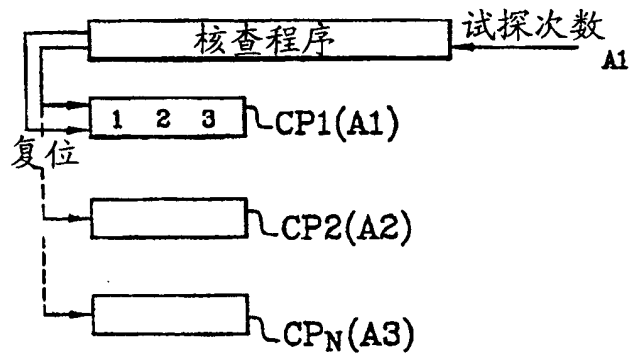 核查程序
试探次数
A1
1 2 3
CP1(A1)
复位
CP2(A2)
CPN(A3)